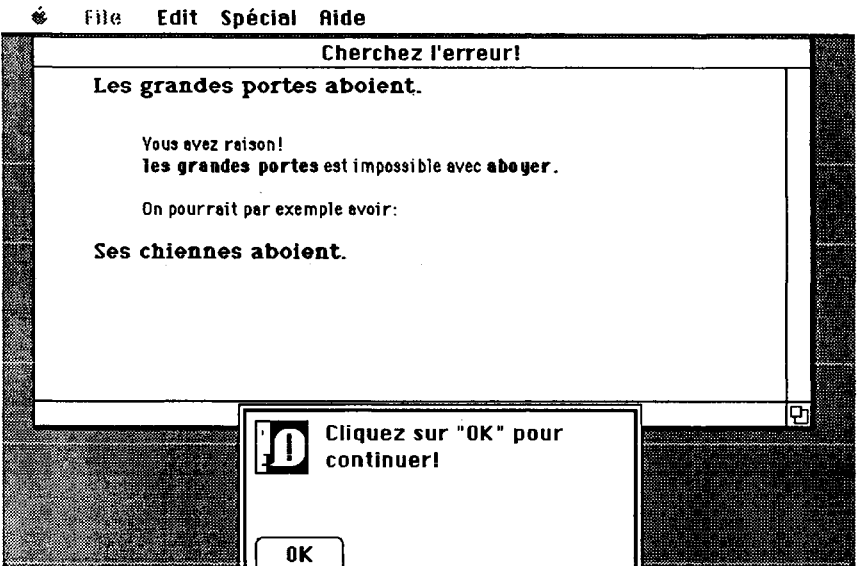 File Edit Spécial Aide
Cherchez l'erreur!
Les grandes portes aboient.
Vous avez raison!
les grandes portes est impossible avec aboyer.
On pourrait par exemple avoir:
Ses chiennes aboient.
Cliquez sur "OK" pour
continuer!
OK